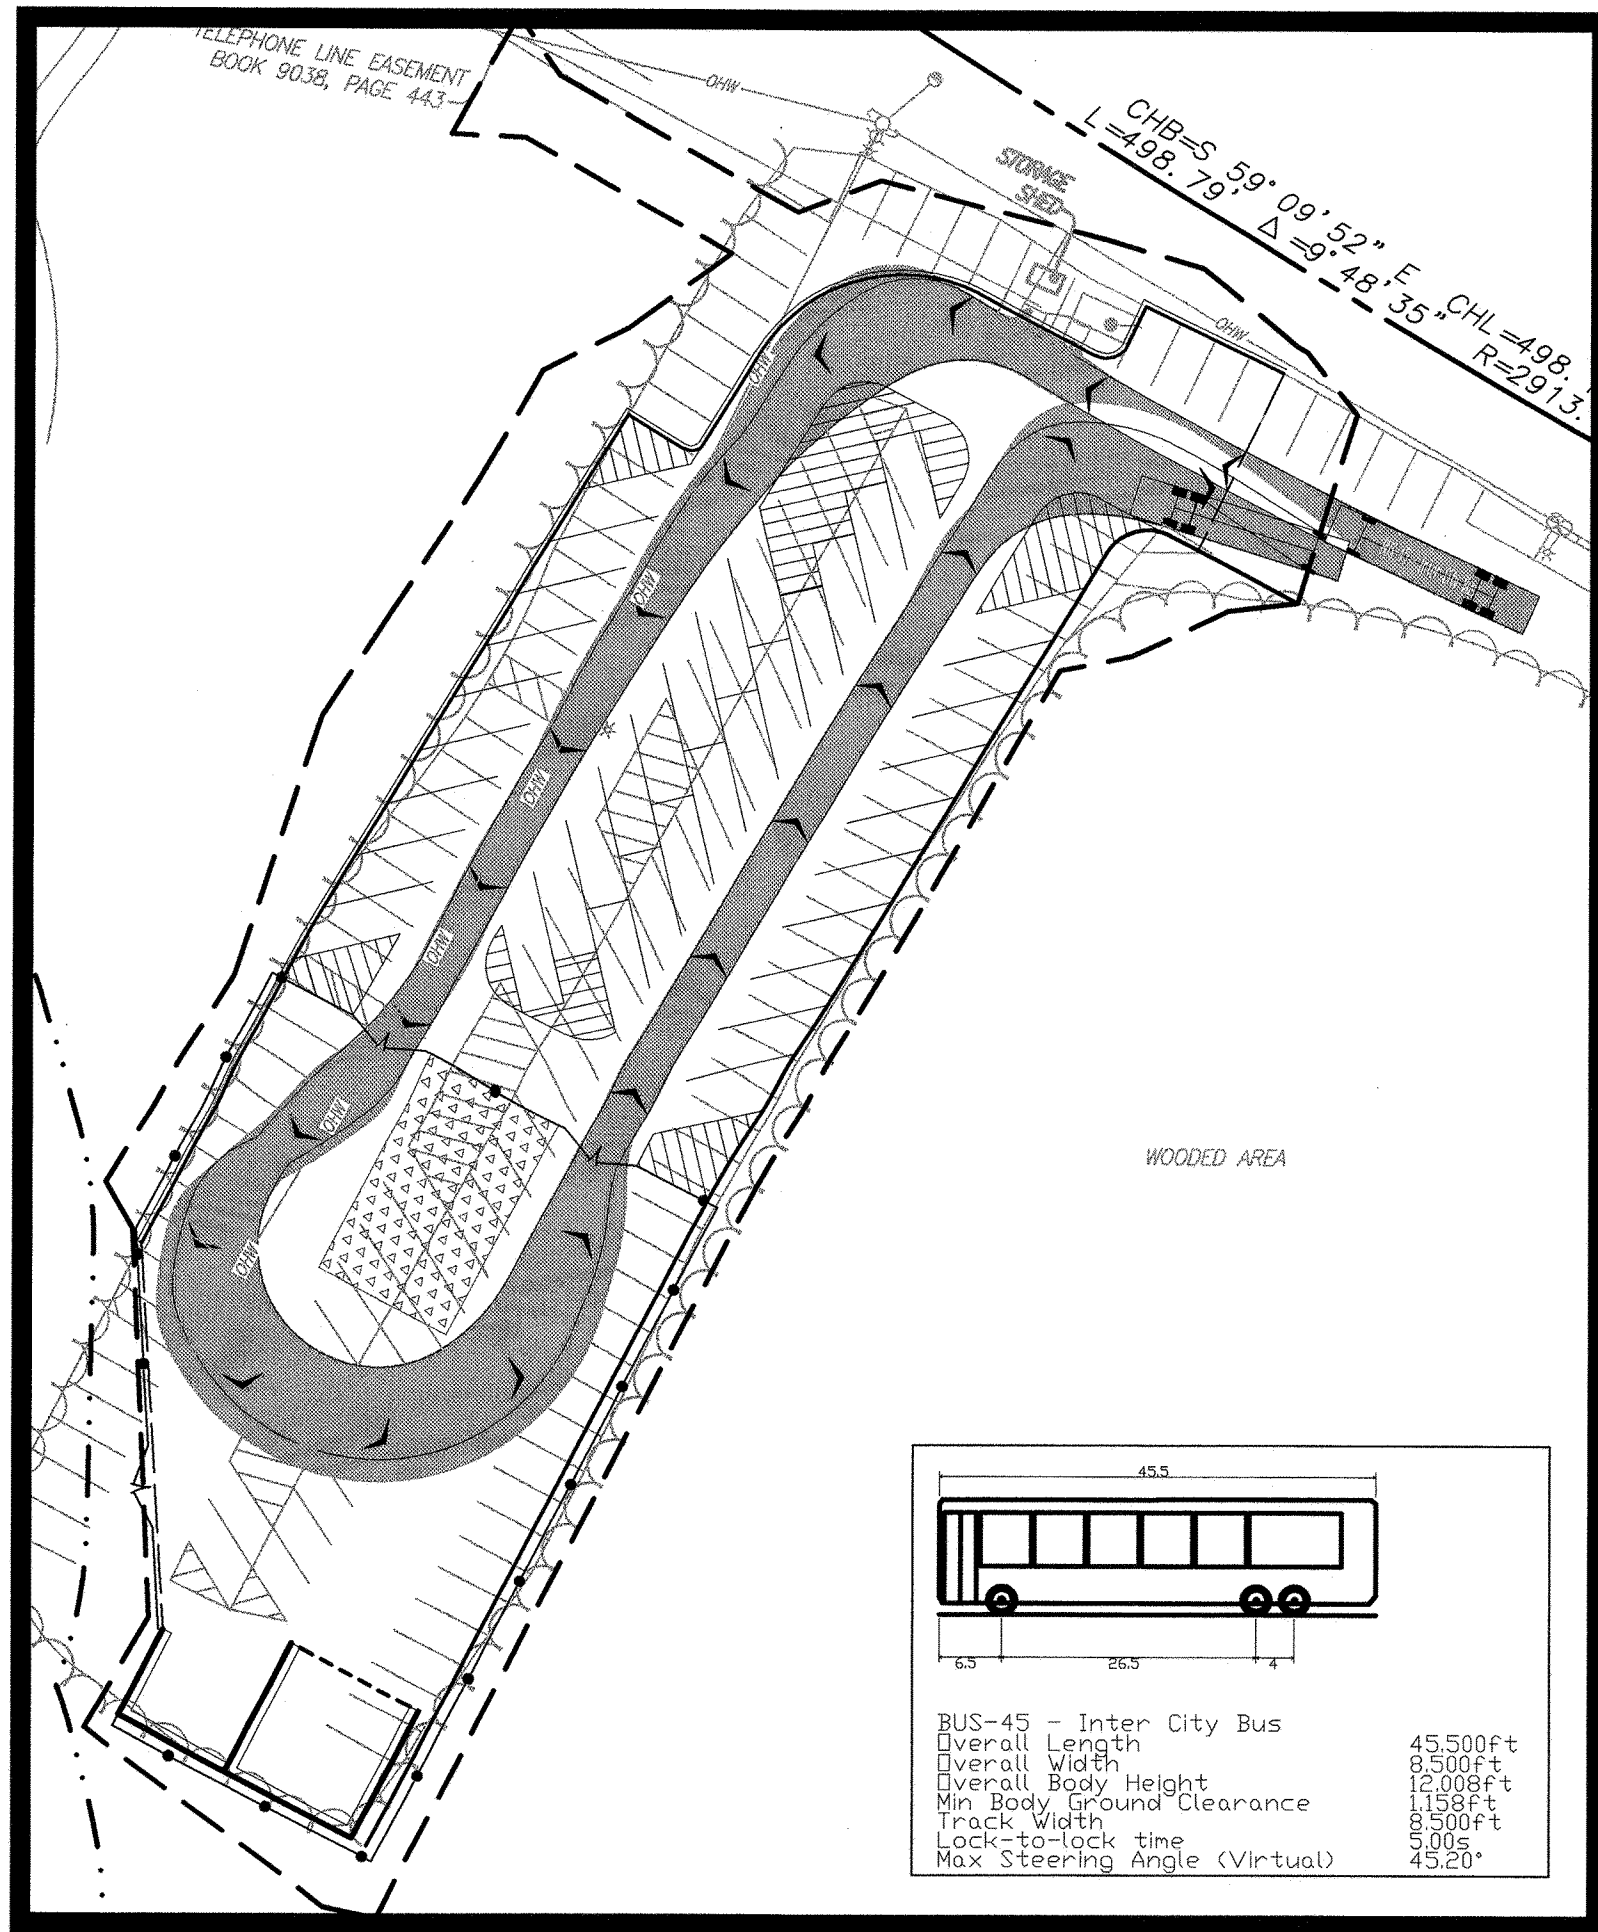 TELEPHONE LINE EASEMENT
BOOK 9038, PAGE 443
OHW
STORAGE
SHED
CHB=S 59° 09' 52" E CHL=498.
L=498. 79' Δ =9° 48' 35"
R=2913.
OHW
OHW
OHW
OHW
OHW
OHW
OHW
WOODED AREA
45.5
6.5
26.5
4
BUS-45 - Inter City Bus
Overall Length 45.500ft
Overall Width 8.500ft
Overall Body Height 12.008ft
Min Body Ground Clearance 1.158ft
Track Width 8.500ft
Lock-to-lock time 5.00s
Max Steering Angle (Virtual) 45.20°